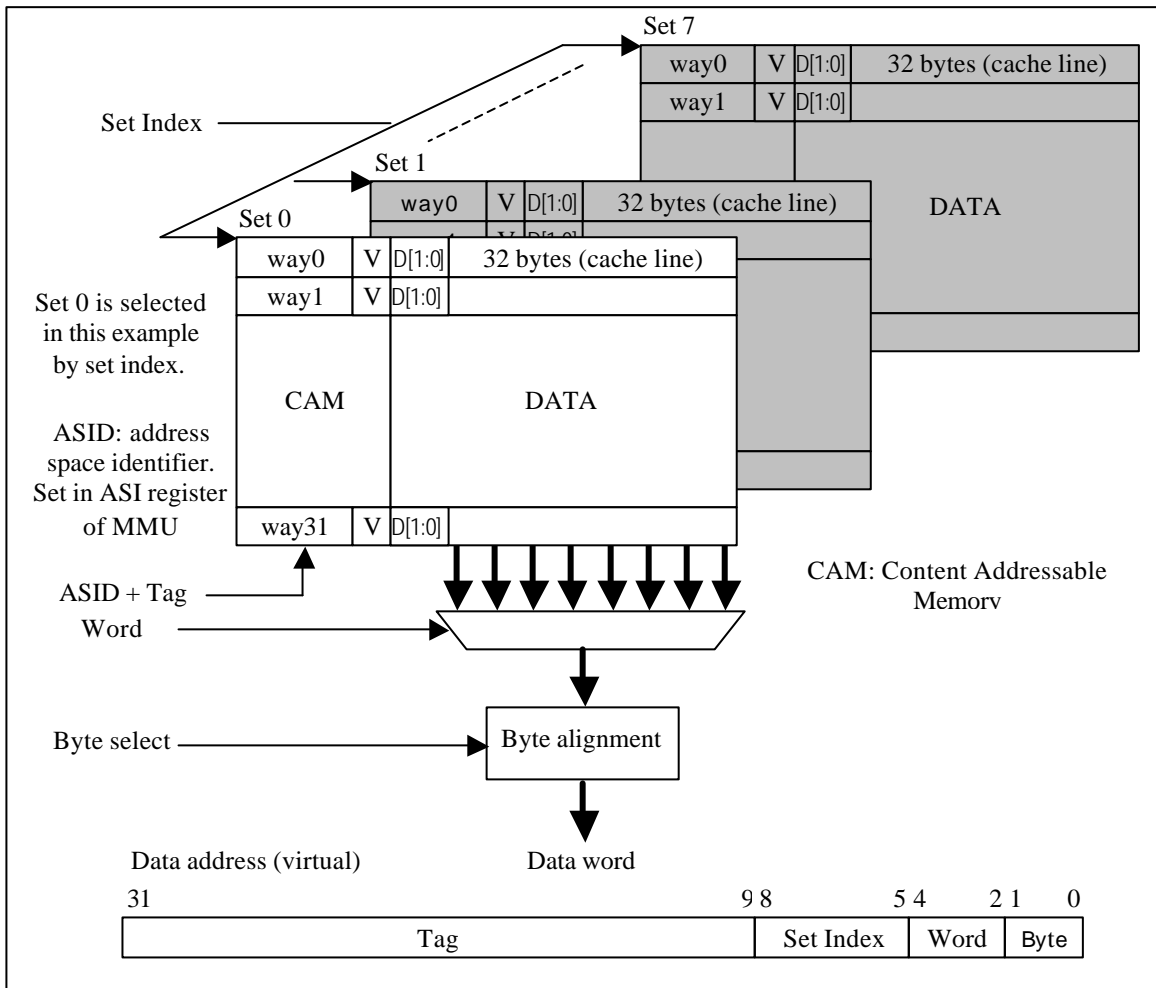 Set 7
way0 V D[1:0] 32 bytes (cache line)
way1 V D[1:0]
DATA
Set Index
Set 1
way0 V D[1:0] 32 bytes (cache line)
V D[1:0]
Set 0
way0 V D[1:0] 32 bytes (cache line)
way1 V D[1:0]
CAM DATA
way31 V D[1:0]
Set 0 is selected
in this example
by set index.
ASID: address
space identifier.
Set in ASI register
of MMU
ASID + Tag
Word
CAM: Content Addressable
Memory
Byte select
Byte alignment
Data address (virtual)
Data word
31 9 8 5 4 2 1 0
Tag Set Index Word Byte